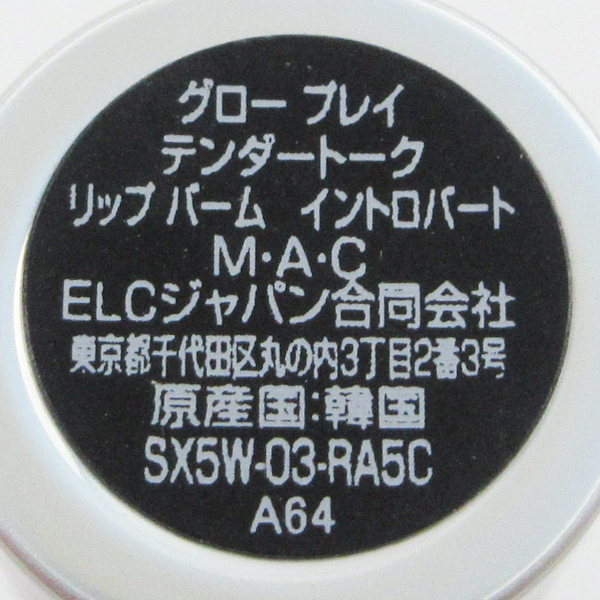 グロー プレイ
テンダートーク
リップ バーム　イントロバート
M・A・C
ELCジャパン合同会社
東京都千代田区丸の内3丁目2番3号
原産国:韓国
SX5W-03-RA5C
A64